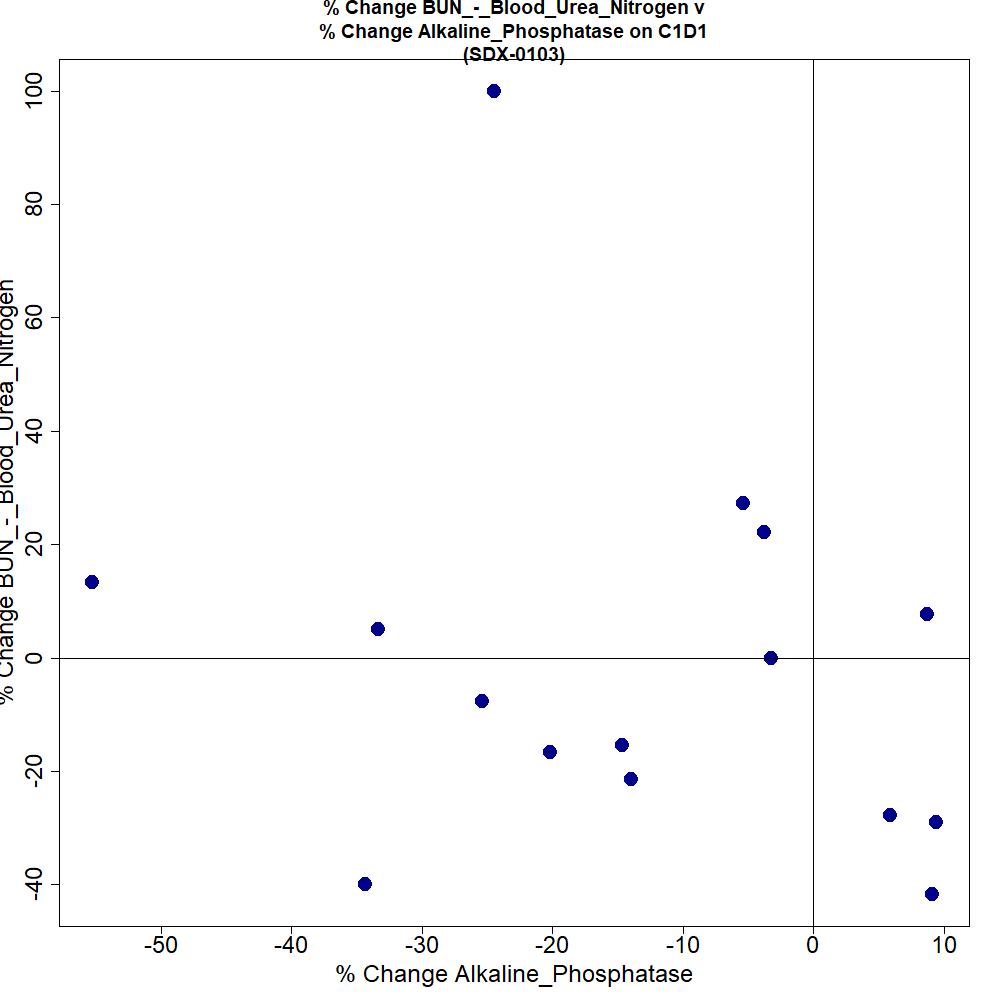 % Change BUN_-_Blood_Urea_Nitrogen v
% Change Alkaline_Phosphatase on C1D1
(SDX-0103)
% Change BUN_-_Blood_Urea_Nitrogen
100
80
60
40
20
0
-20
-40
-50 -40 -30 -20 -10 0 10
% Change Alkaline_Phosphatase